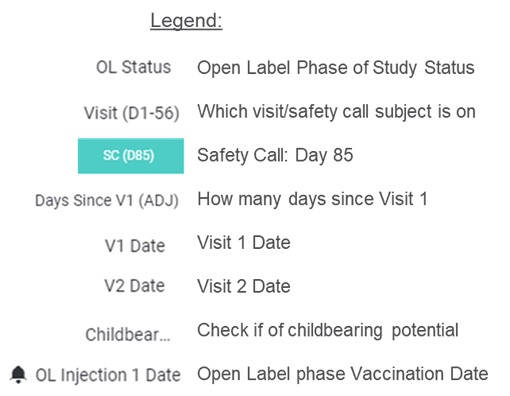 Legend:
OL Status Open Label Phase of Study Status
Visit (D1-56) Which visit/safety call subject is on
SC (D85) Safety Call: Day 85
Days Since V1 (ADJ) How many days since Visit 1
V1 Date Visit 1 Date
V2 Date Visit 2 Date
Childbear... Check if of childbearing potential
OL Injection 1 Date Open Label phase Vaccination Date